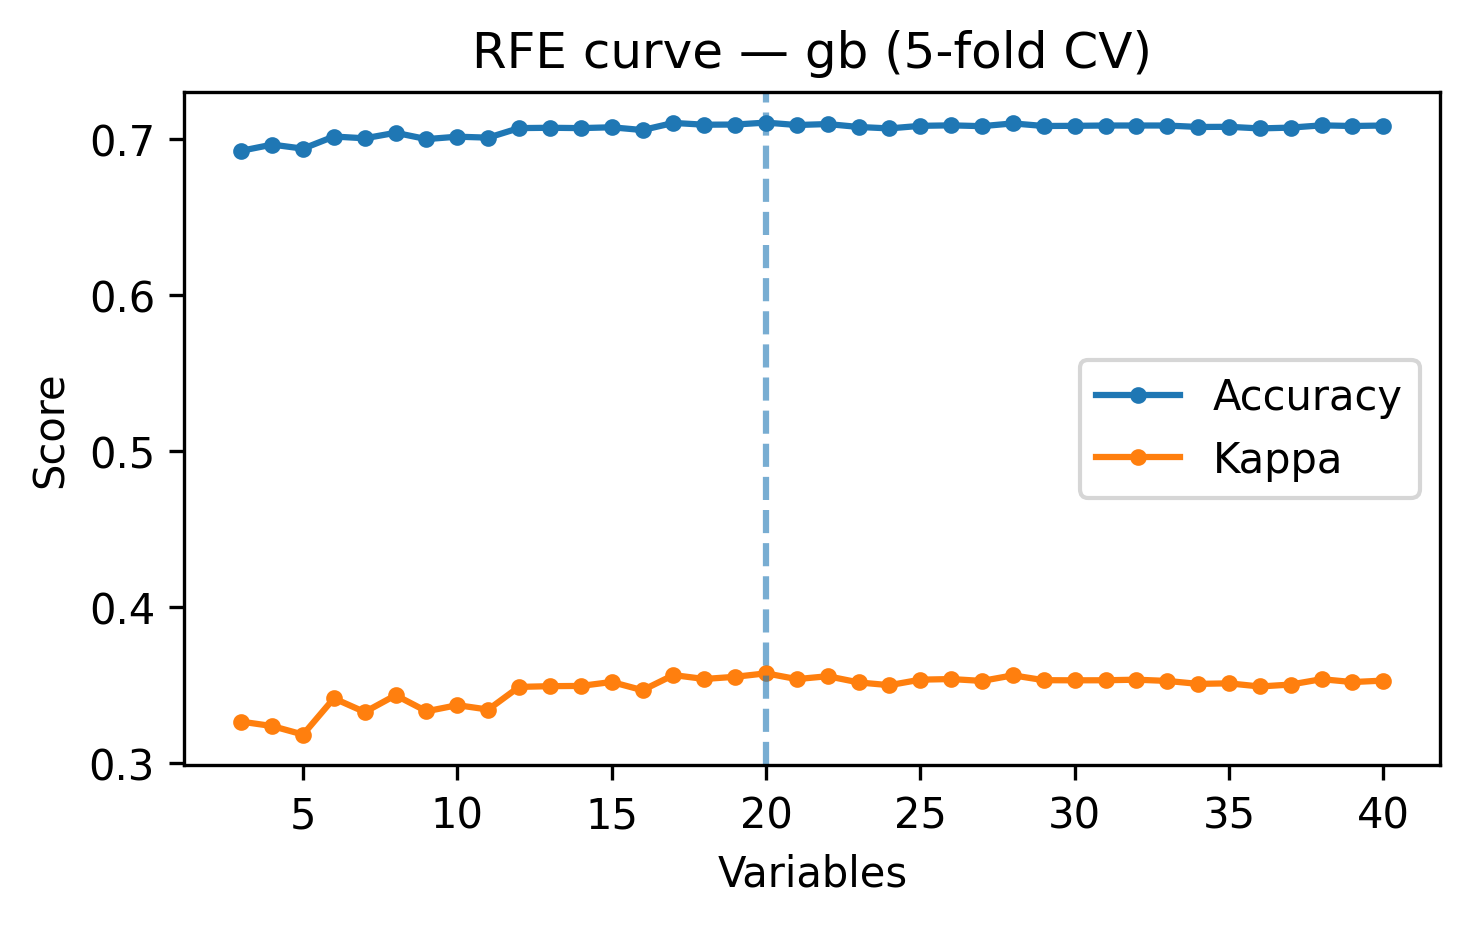 RFE curve — gb (5-fold CV)
0.7
0.6
0.5
0.4
0.3
Score
Accuracy
Kappa
5 10 15 20 25 30 35 40
Variables